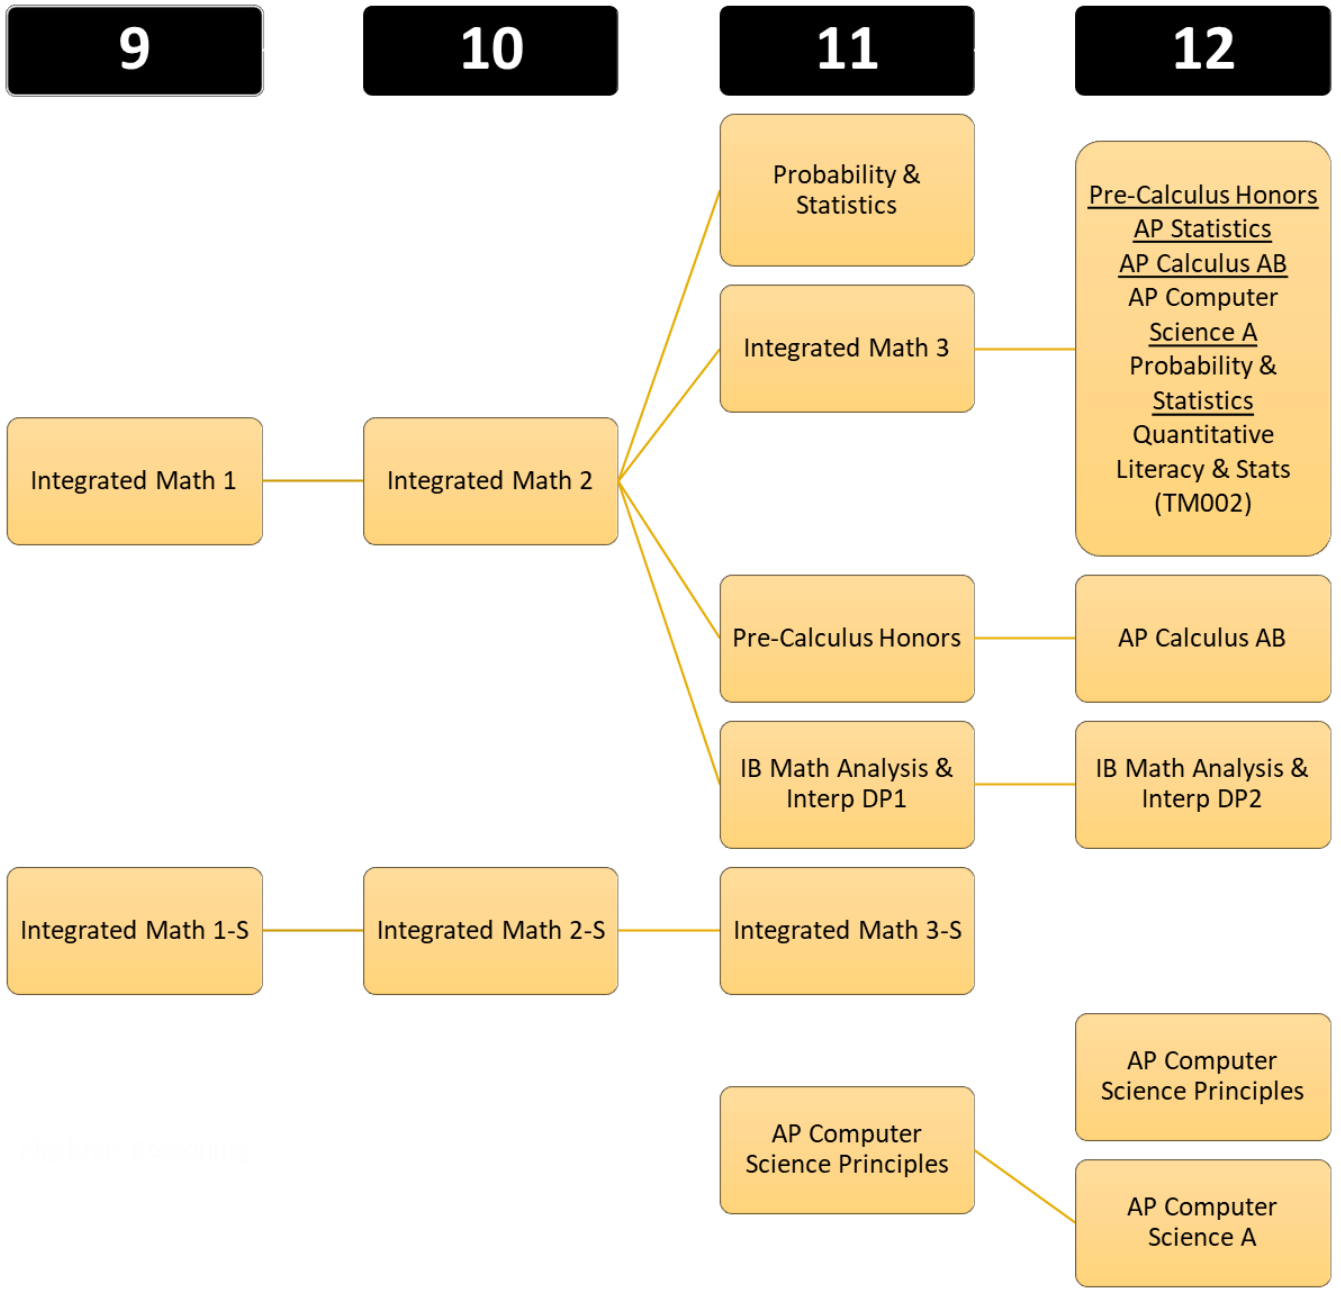 9
10
11
12
Probability &
Statistics
Pre-Calculus Honors
AP Statistics
AP Calculus AB
AP Computer
Science A
Probability &
Statistics
Quantitative
Literacy & Stats
(TM002)
Integrated Math 3
Integrated Math 1
Integrated Math 2
Pre-Calculus Honors
AP Calculus AB
IB Math Analysis &
Interp DP1
IB Math Analysis &
Interp DP2
Integrated Math 1-S
Integrated Math 2-S
Integrated Math 3-S
AP Computer
Science Principles
AP Computer
Science Principles
AP Computer
Science A